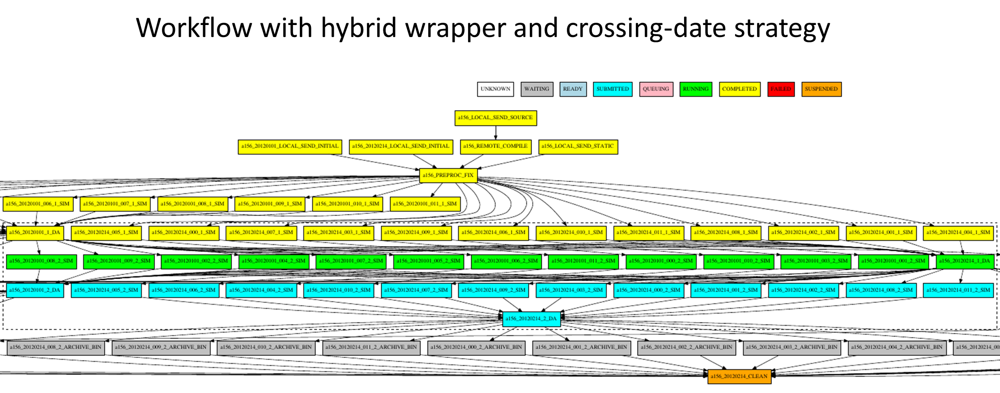 Workflow with hybrid wrapper and crossing-date strategy
UNKNOWN WAITING READY SUBMITTED QUEUING RUNNING COMPLETED FAILED SUSPENDED
a156_LOCAL_SEND_SOURCE
a156_20120101_LOCAL_SEND_INITIAL a156_20120214_LOCAL_SEND_INITIAL a156_REMOTE_COMPILE a156_LOCAL_SEND_STATIC
a156_PREPROC_FIX
a156_20120101_006_1_SIM a156_20120101_007_1_SIM a156_20120101_008_1_SIM a156_20120101_009_1_SIM a156_20120101_010_1_SIM a156_20120101_011_1_SIM
a156_20120101_1_DA a156_20120214_005_1_SIM a156_20120214_000_1_SIM a156_20120214_007_1_SIM a156_20120214_003_1_SIM a156_20120214_009_1_SIM a156_20120214_006_1_SIM a156_20120214_010_1_SIM a156_20120214_011_1_SIM a156_20120214_008_1_SIM a156_20120214_002_1_SIM a156_20120214_001_1_SIM a156_20120214_004_1_SIM
a156_20120101_008_2_SIM a156_20120101_009_2_SIM a156_20120101_002_2_SIM a156_20120101_004_2_SIM a156_20120101_007_2_SIM a156_20120101_005_2_SIM a156_20120101_006_2_SIM a156_20120101_011_2_SIM a156_20120101_000_2_SIM a156_20120101_010_2_SIM a156_20120101_003_2_SIM a156_20120101_001_2_SIM a156_20120214_1_DA
a156_20120101_2_DA a156_20120214_005_2_SIM a156_20120214_006_2_SIM a156_20120214_004_2_SIM a156_20120214_010_2_SIM a156_20120214_007_2_SIM a156_20120214_009_2_SIM a156_20120214_003_2_SIM a156_20120214_000_2_SIM a156_20120214_001_2_SIM a156_20120214_002_2_SIM a156_20120214_008_2_SIM a156_20120214_011_2_SIM
a156_20120214_2_DA
a156_20120214_008_2_ARCHIVE_BIN a156_20120214_009_2_ARCHIVE_BIN a156_20120214_010_2_ARCHIVE_BIN a156_20120214_011_2_ARCHIVE_BIN a156_20120214_000_2_ARCHIVE_BIN a156_20120214_001_2_ARCHIVE_BIN a156_20120214_002_2_ARCHIVE_BIN a156_20120214_003_2_ARCHIVE_BIN a156_20120214_004_2_ARCHIVE_BIN
a156_20120214_CLEAN